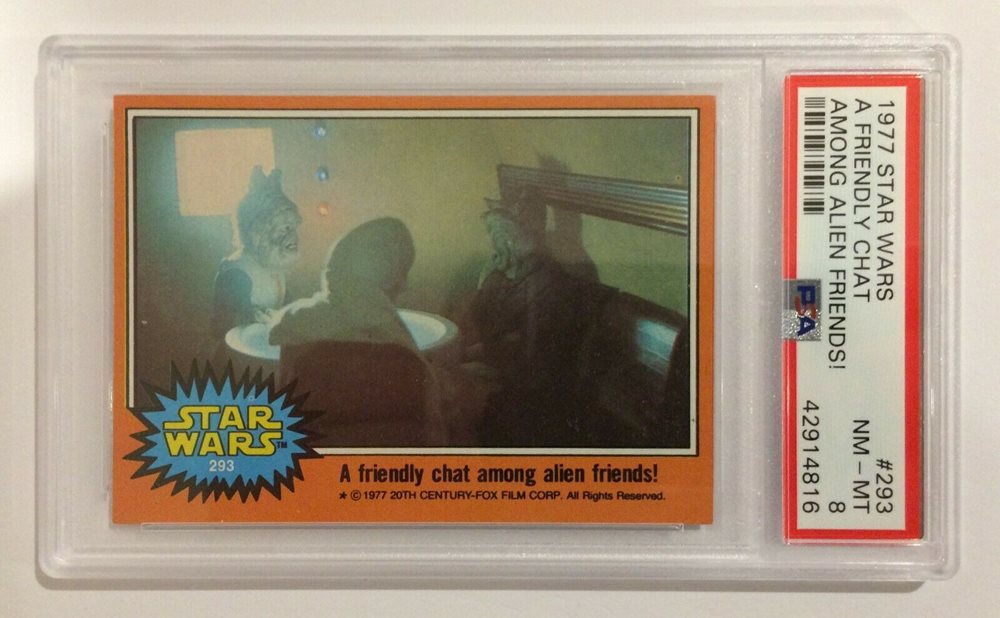 STAR
WARS™
293
A friendly chat among alien friends!
★ © 1977 20TH CENTURY-FOX FILM CORP. All Rights Reserved.
1977 STAR WARS #293
A FRIENDLY CHAT NM - MT
AMONG ALIEN FRIENDS! 8
PSA 42914816